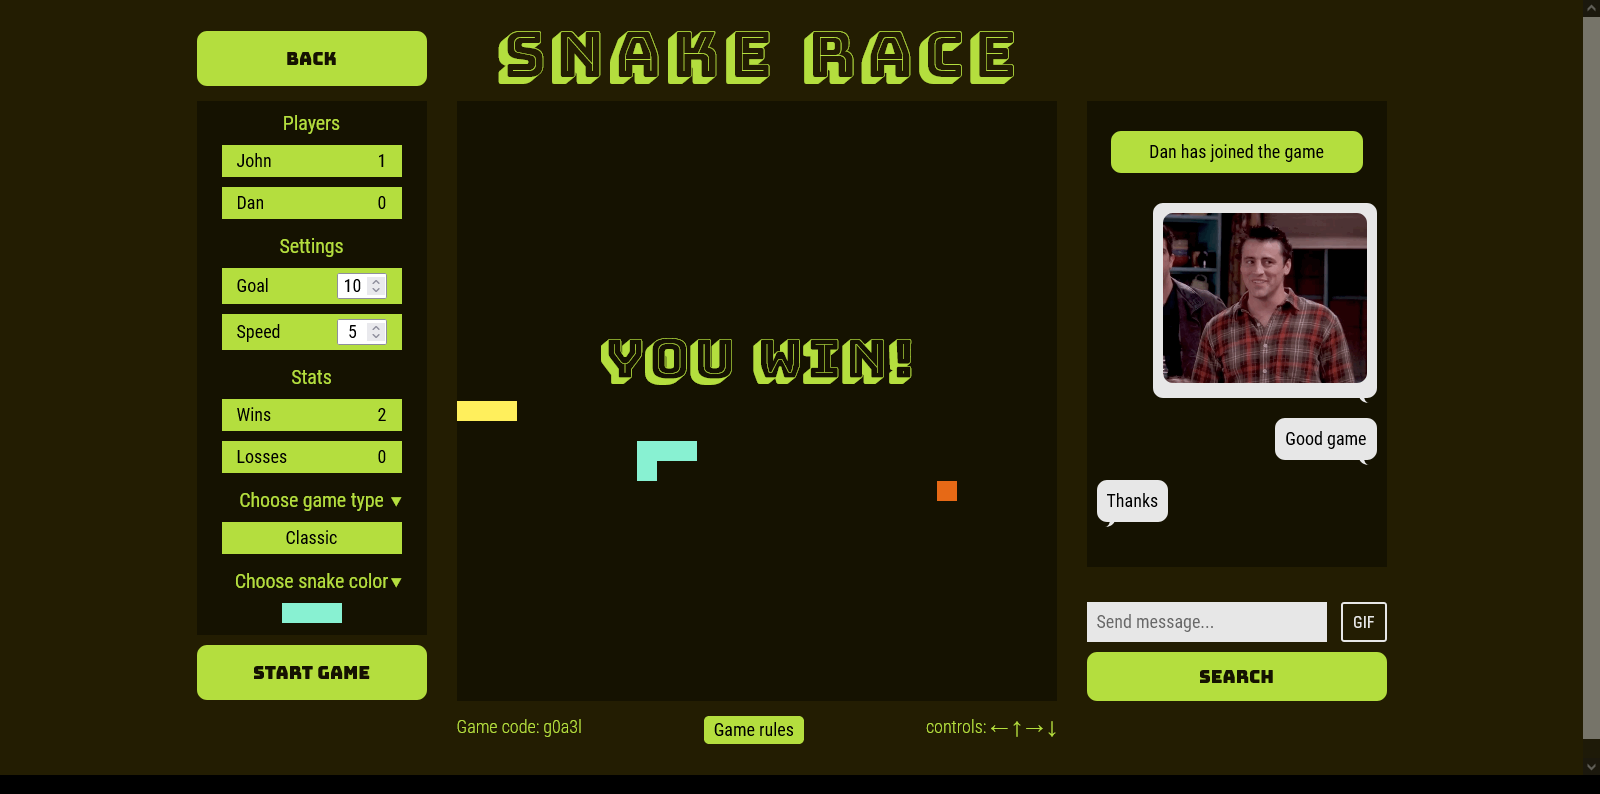 BACK
SNAKE RACE
Players
John 1
Dan 0
Settings
Goal 10
Speed 5
Stats
Wins 2
Losses 0
Choose game type ▼
Classic
Choose snake color ▼
START GAME
YOU WIN!
Game code: g0a3l
Game rules
controls: ← ↑ → ↓
Dan has joined the game
Good game
Thanks
Send message...
GIF
SEARCH